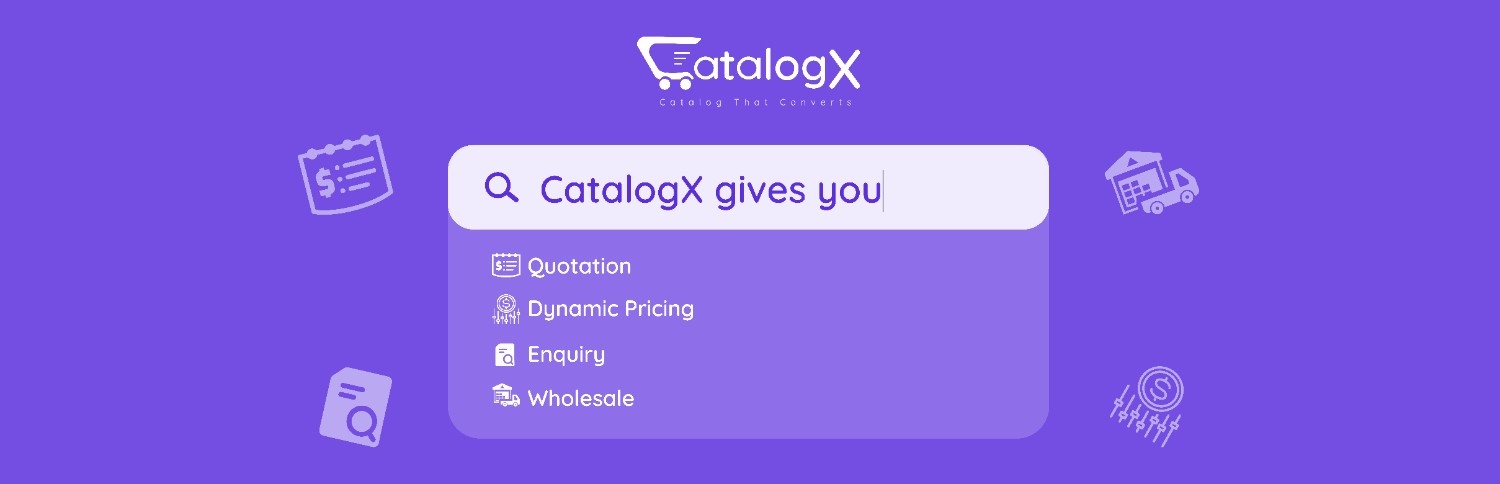 CatalogX
Catalog That Converts
CatalogX gives you
Quotation
Dynamic Pricing
Enquiry
Wholesale